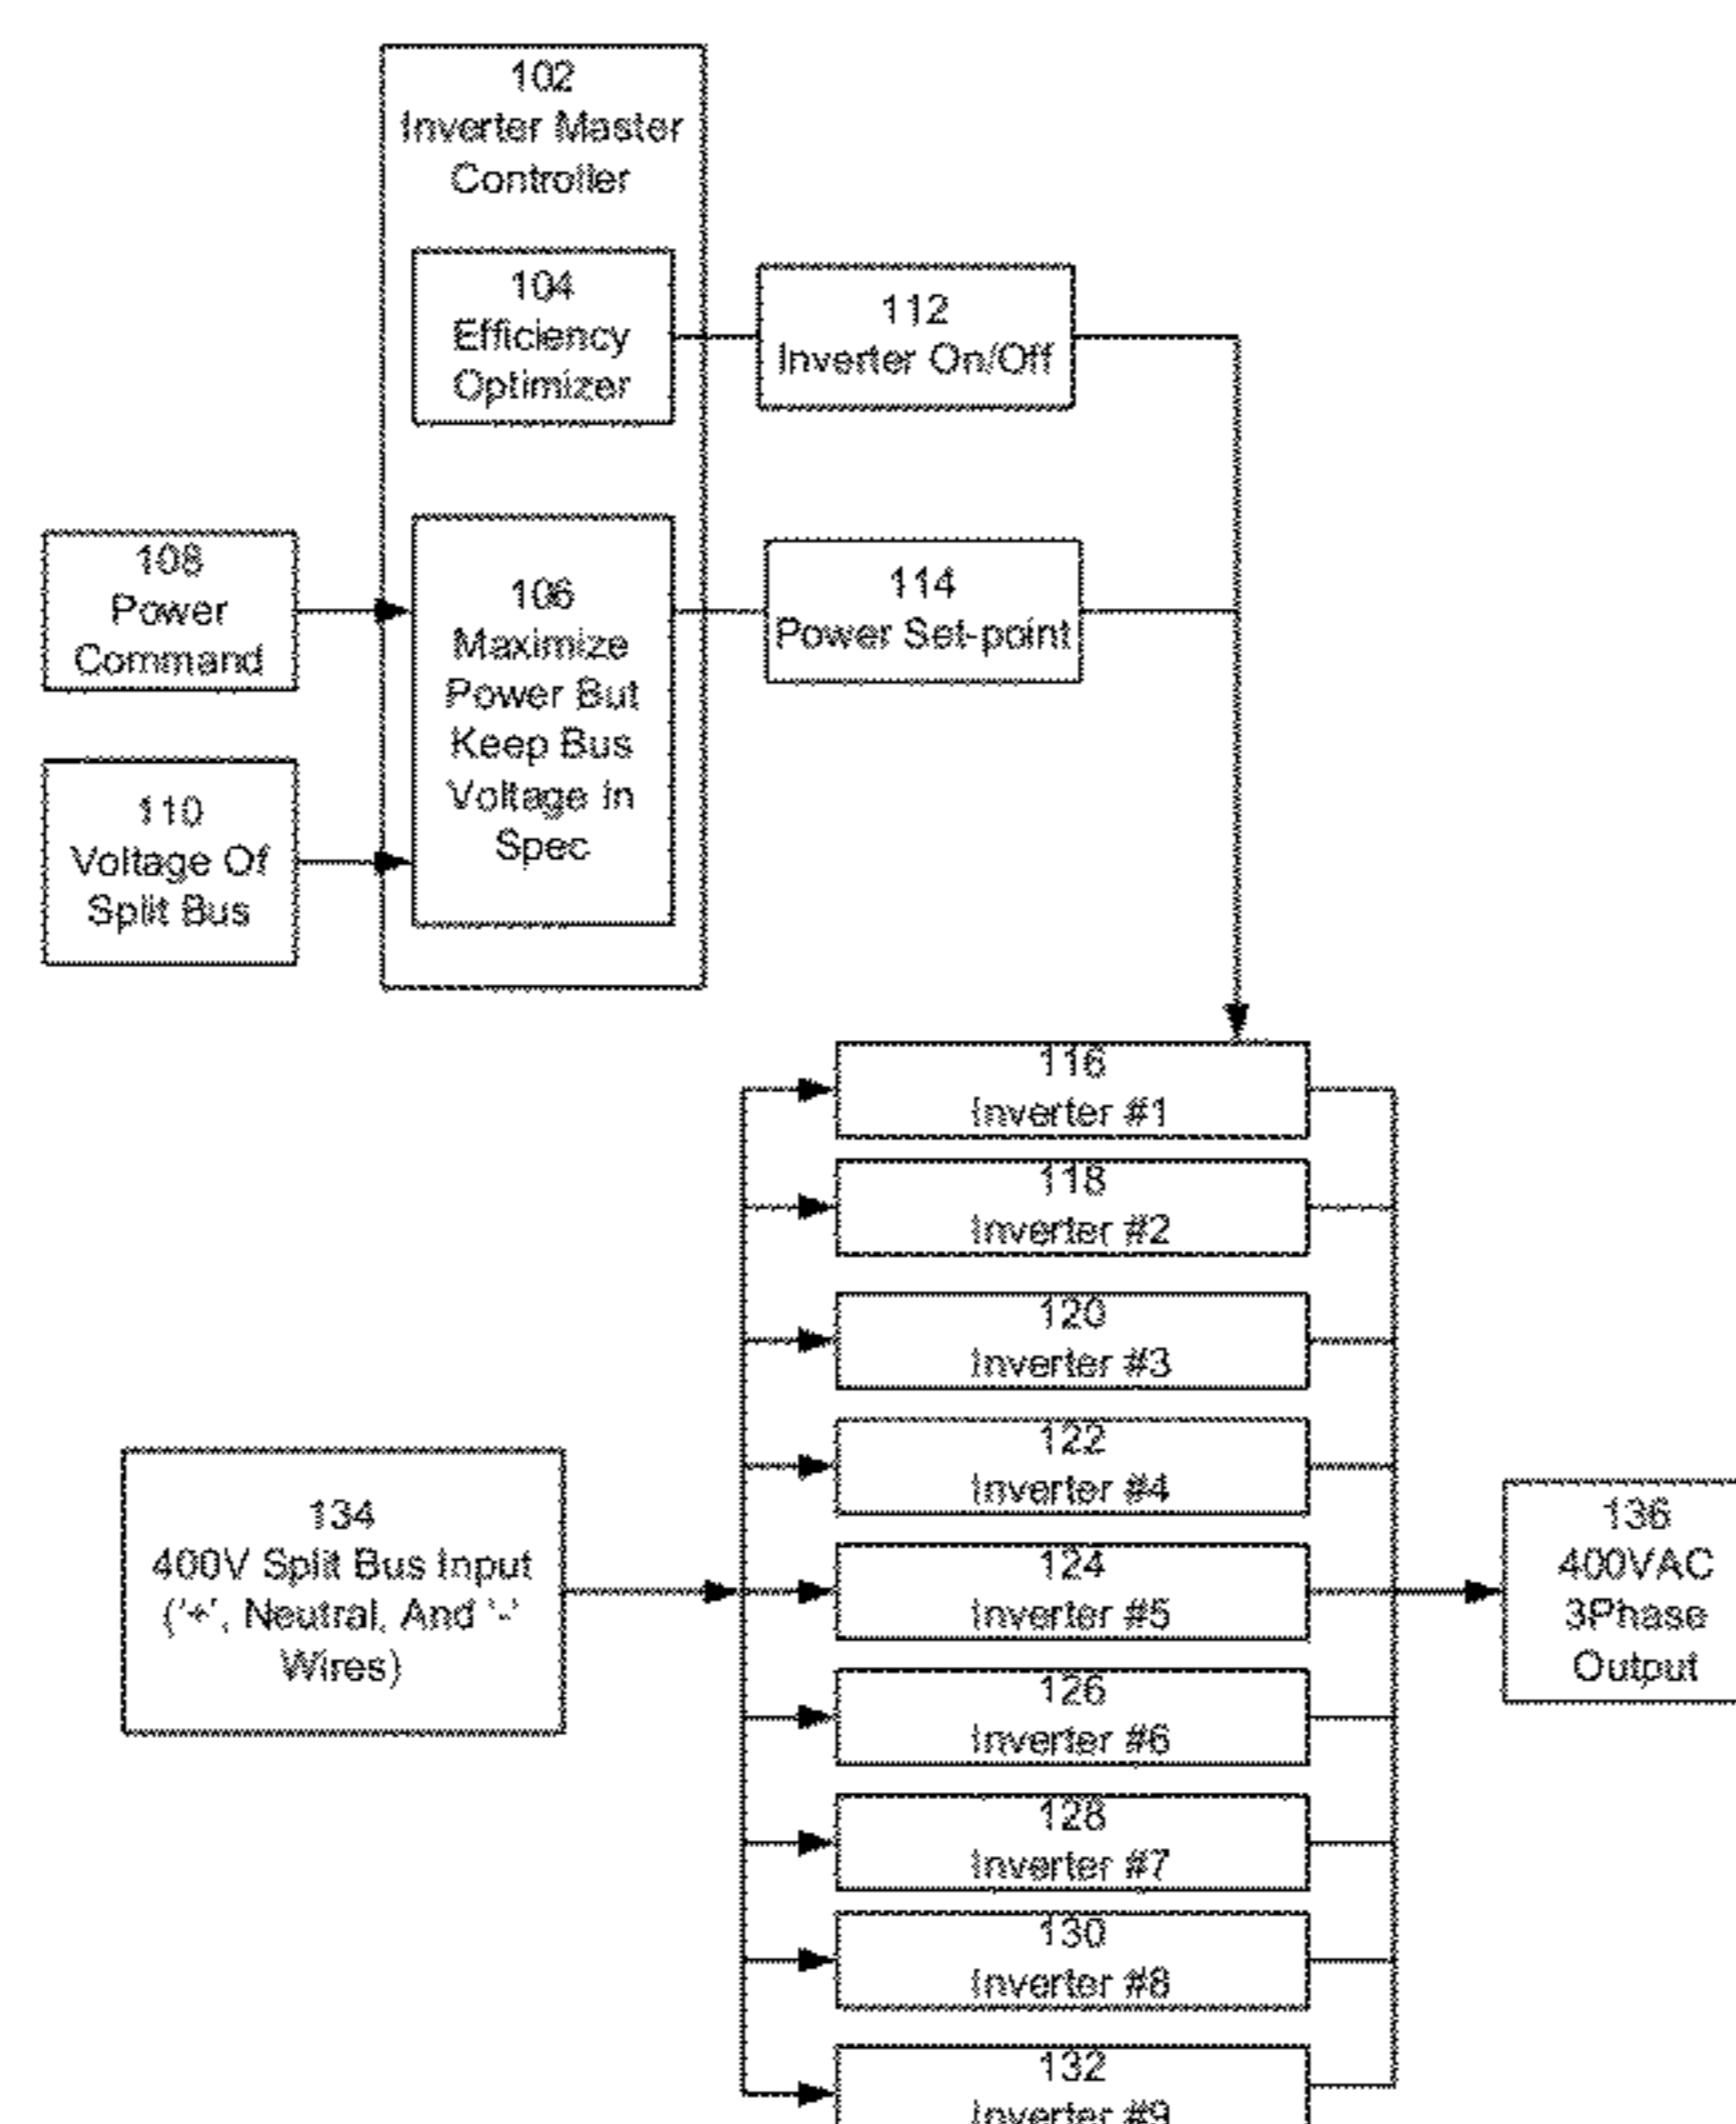 102
Inverter Master
Controller
104
Efficiency
Optimizer
112
Inverter On/Off
108
Power
Command
106
Maximize
Power But
Keep Bus
Voltage in
Spec
114
Power Set-point
110
Voltage Of
Split Bus
116
Inverter #1
118
Inverter #2
120
Inverter #3
122
Inverter #4
134
400V Split Bus Input
('+', Neutral, And '-'
Wires)
124
Inverter #5
136
400VAC
3Phase
Output
126
Inverter #6
128
Inverter #7
130
Inverter #8
132
Inverter #9